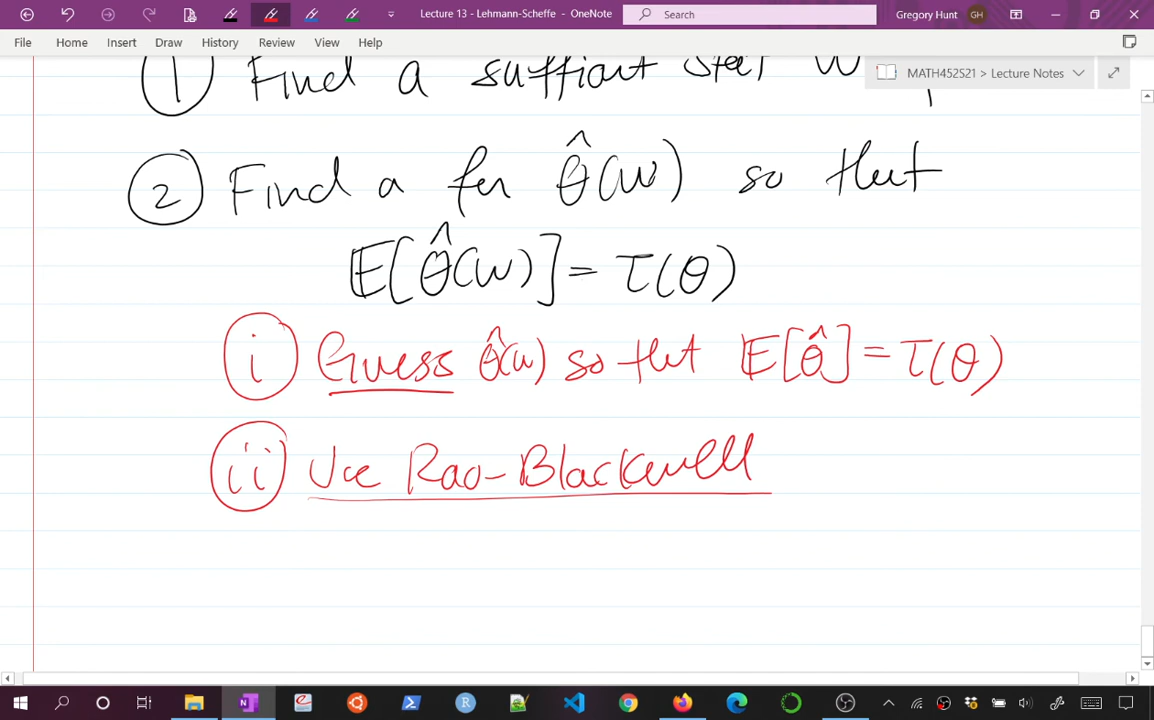 Lecture 13 - Lehmann-Scheffe - OneNote
Search
Gregory Hunt
GH
File Home Insert Draw History Review View Help
MATH452S21 > Lecture Notes
① Find a sufficient stat W
② Find a fn θ̂(W) so that
E[θ̂(W)] = τ(θ)
ⓘ Guess θ̂(W) so that E[θ̂] = τ(θ)
ii Use Rao-Blackwell